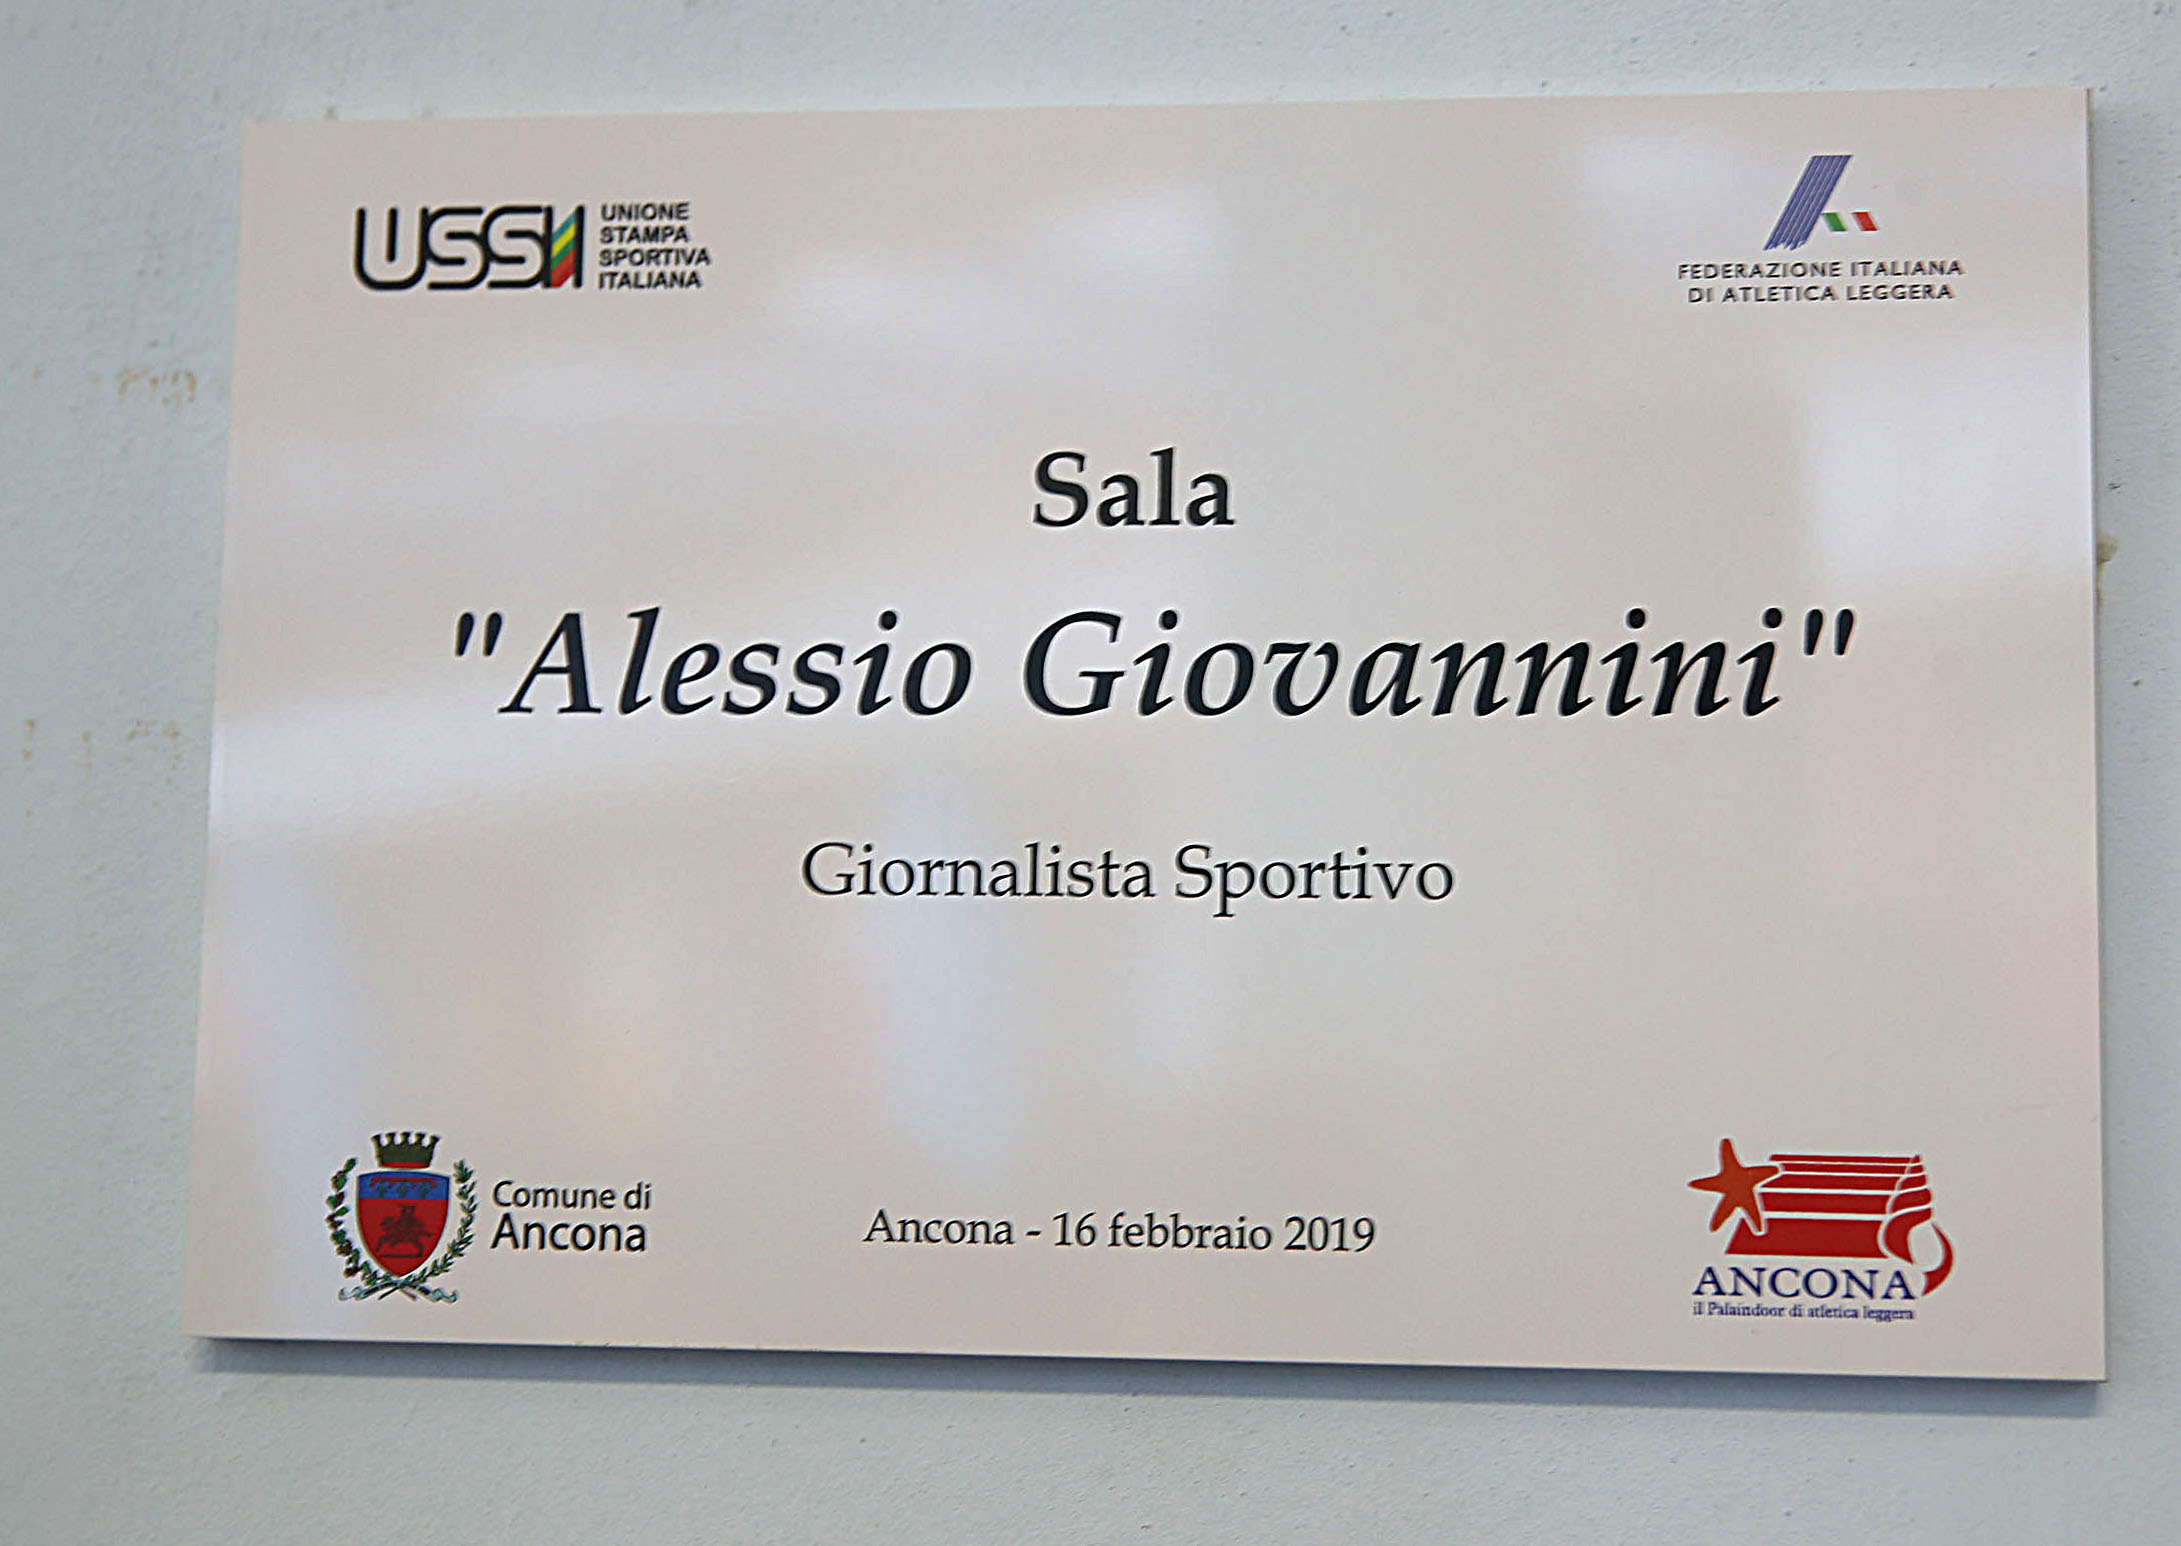 USSI
UNIONE
STAMPA
SPORTIVA
ITALIANA
FEDERAZIONE ITALIANA
DI ATLETICA LEGGERA
Sala
"Alessio Giovannini"
Giornalista Sportivo
Comune di
Ancona
Ancona - 16 febbraio 2019
ANCONA
il Palaindoor di atletica leggera